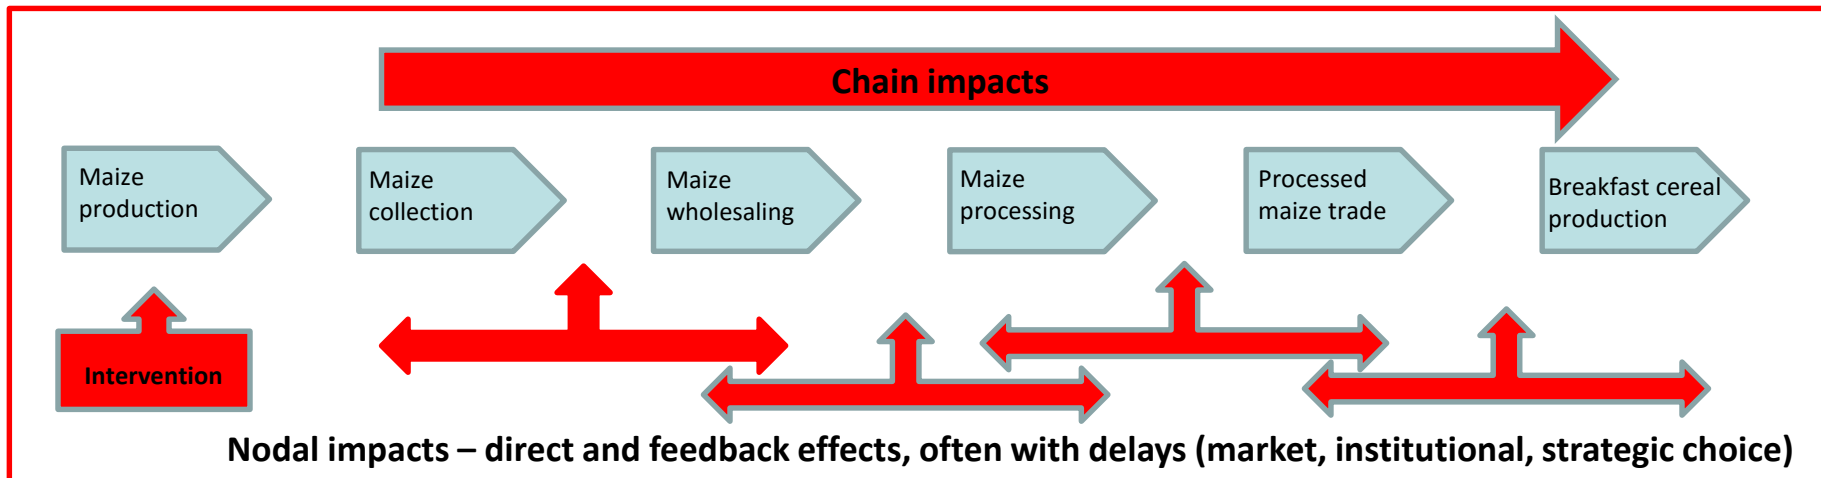 Chain impacts
Maize
production
Maize
collection
Maize
wholesaling
Maize
processing
Processed
maize trade
Breakfast cereal
production
Intervention
Nodal impacts – direct and feedback effects, often with delays (market, institutional, strategic choice)